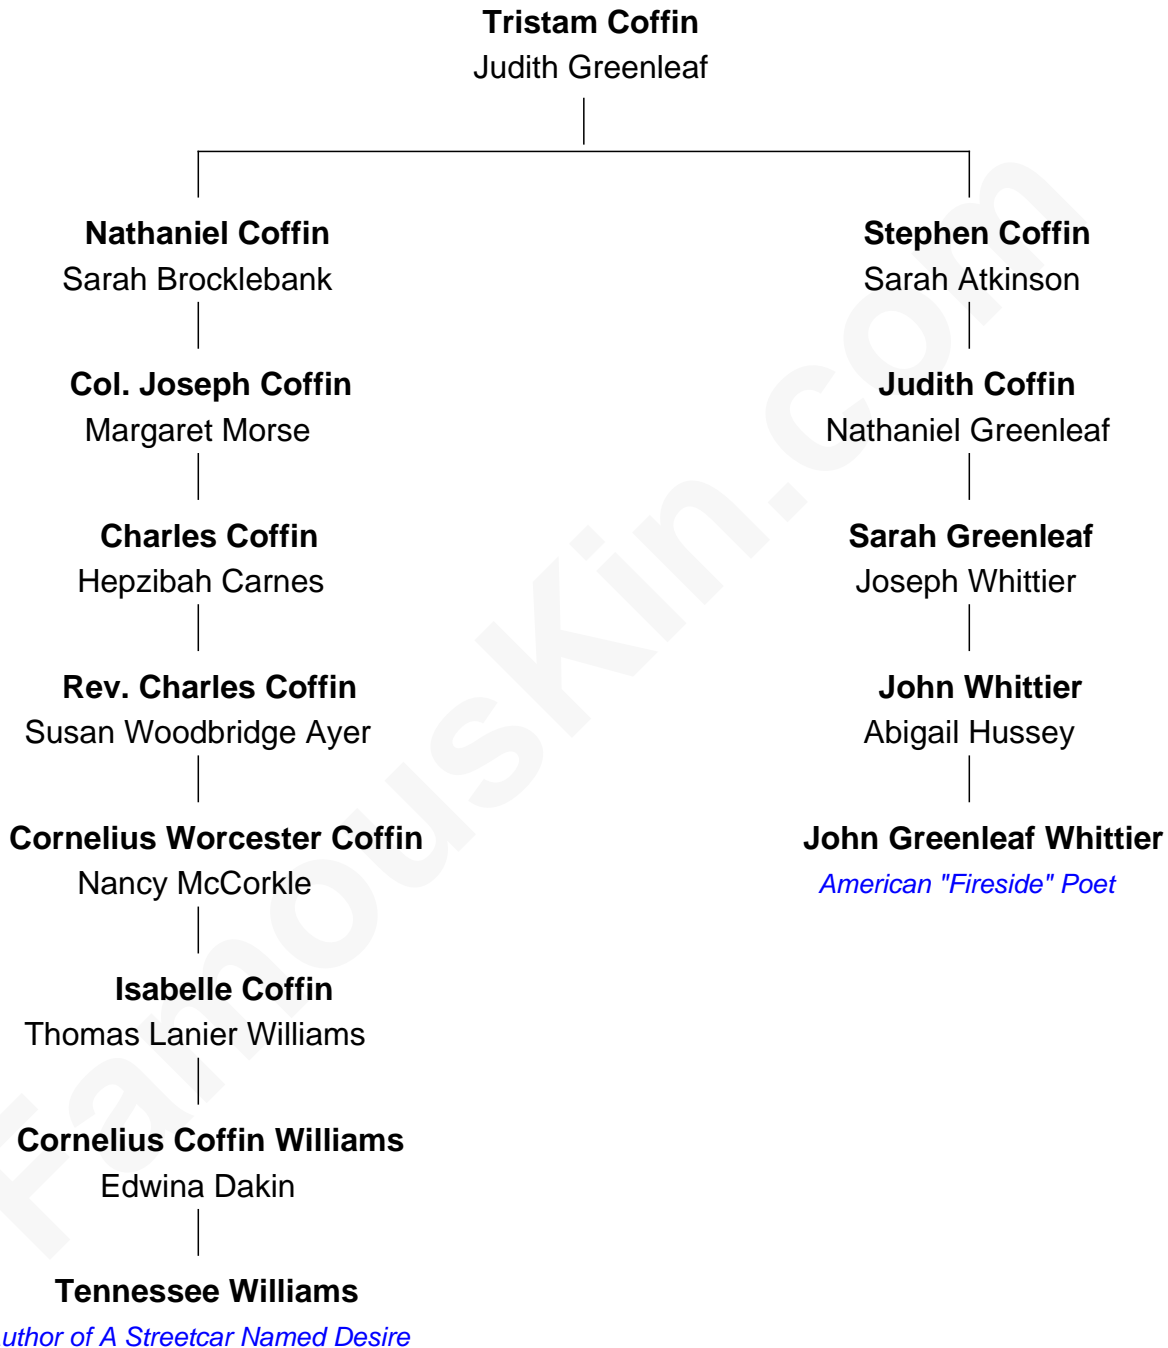 Tristam Coffin
Judith Greenleaf
Nathaniel Coffin
Sarah Brocklebank
Col. Joseph Coffin
Margaret Morse
Charles Coffin
Hepzibah Carnes
Rev. Charles Coffin
Susan Woodbridge Ayer
Cornelius Worcester Coffin
Nancy McCorkle
Isabelle Coffin
Thomas Lanier Williams
Cornelius Coffin Williams
Edwina Dakin
Tennessee Williams
uthor of A Streetcar Named Desire
Stephen Coffin
Sarah Atkinson
Judith Coffin
Nathaniel Greenleaf
Sarah Greenleaf
Joseph Whittier
John Whittier
Abigail Hussey
John Greenleaf Whittier
American "Fireside" Poet
FamousKin.com